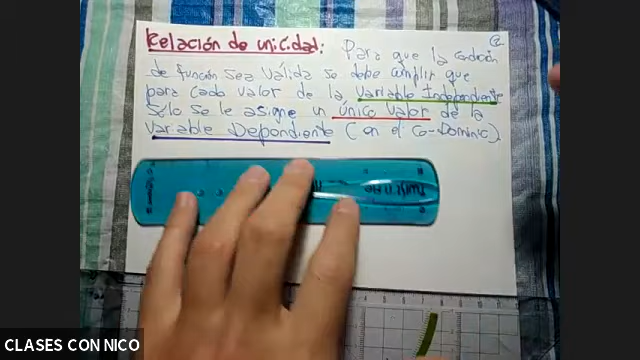 Relación de unicidad: Para que la condición
de función sea Válida se debe cumplir que
para cada valor de la Variable Independiente
Sólo se le asigne un único Valor de la
Variable Dependiente (en el Co-Dominio).
CLASES CON NICO